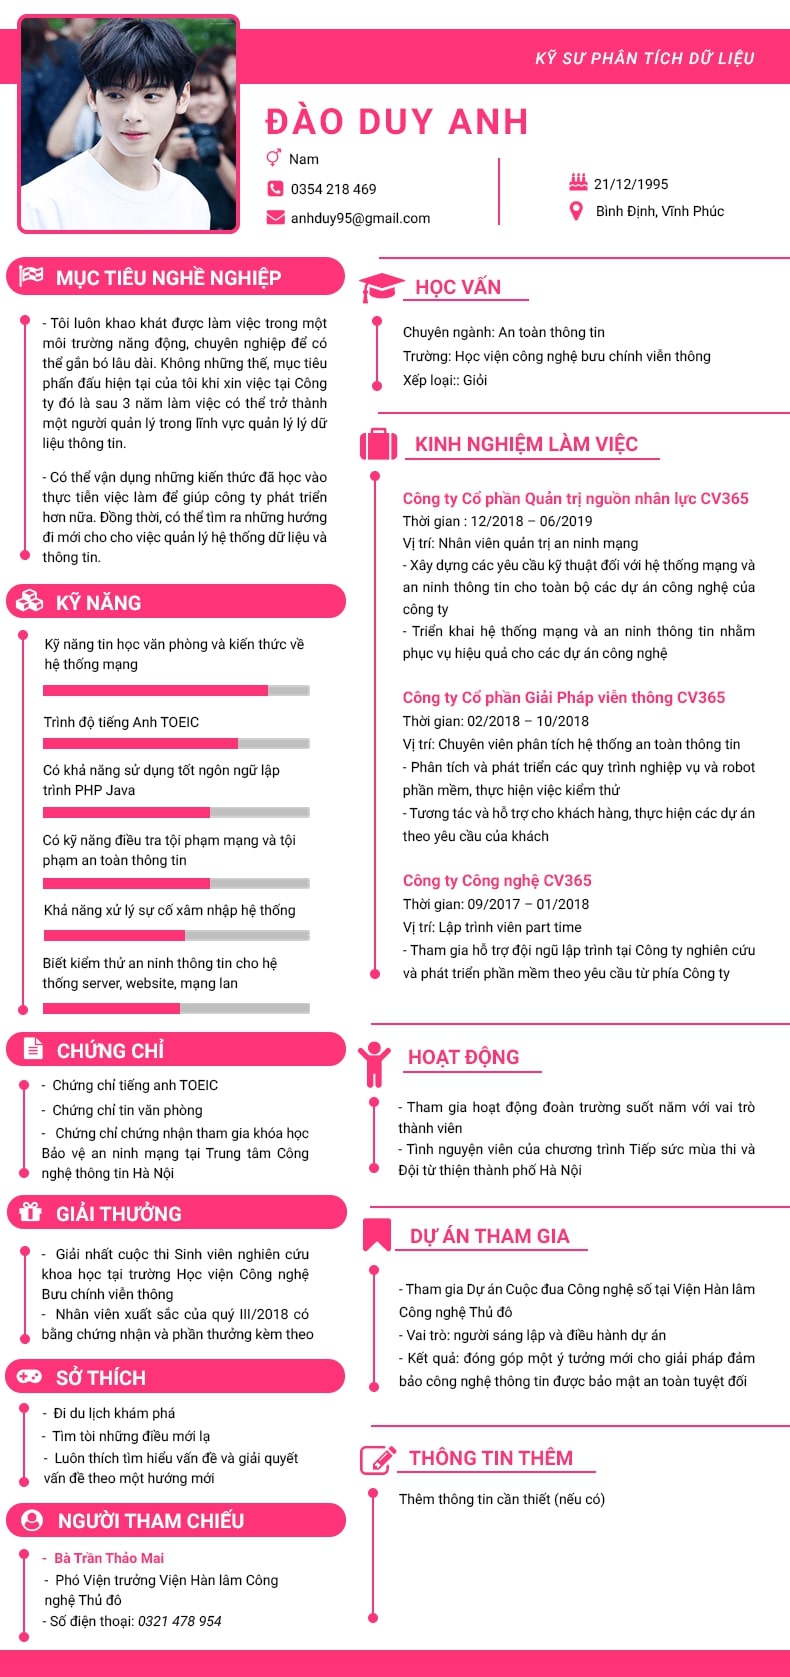 KỸ SƯ PHÂN TÍCH DỮ LIỆU
ĐÀO DUY ANH
Nam
0354 218 469
anhduy95@gmail.com
21/12/1995
Bình Định, Vĩnh Phúc
MỤC TIÊU NGHỀ NGHIỆP
- Tôi luôn khao khát được làm việc trong một
môi trường năng động, chuyên nghiệp để có
thể gắn bó lâu dài. Không những thế, mục tiêu
phấn đấu hiện tại của tôi khi xin việc tại Công
ty đó là sau 3 năm làm việc có thể trở thành
một người quản lý trong lĩnh vực quản lý lý dữ
liệu thông tin.
- Có thể vận dụng những kiến thức đã học vào
thực tiễn việc làm để giúp công ty phát triển
hơn nữa. Đồng thời, có thể tìm ra những hướng
đi mới cho cho việc quản lý hệ thống dữ liệu và
thông tin.
KỸ NĂNG
Kỹ năng tin học văn phòng và kiến thức về
hệ thống mạng
Trình độ tiếng Anh TOEIC
Có khả năng sử dụng tốt ngôn ngữ lập
trình PHP Java
Có kỹ năng điều tra tội phạm mạng và tội
phạm an toàn thông tin
Khả năng xử lý sự cố xâm nhập hệ thống
Biết kiểm thử an ninh thông tin cho hệ
thống server, website, mạng lan
CHỨNG CHỈ
- Chứng chỉ tiếng anh TOEIC
- Chứng chỉ tin văn phòng
- Chứng chỉ chứng nhận tham gia khóa học
Bảo vệ an ninh mạng tại Trung tâm Công
nghệ thông tin Hà Nội
GIẢI THƯỞNG
- Giải nhất cuộc thi Sinh viên nghiên cứu
khoa học tại trường Học viện Công nghệ
Bưu chính viễn thông
- Nhân viên xuất sắc của quý III/2018 có
bằng chứng nhận và phần thưởng kèm theo
SỞ THÍCH
- Đi du lịch khám phá
- Tìm tòi những điều mới lạ
- Luôn thích tìm hiểu vấn đề và giải quyết
vấn đề theo một hướng mới
NGƯỜI THAM CHIẾU
- Bà Trần Thảo Mai
- Phó Viện trưởng Viện Hàn lâm Công
nghệ Thủ đô
- Số điện thoại: 0321 478 954
HỌC VẤN
Chuyên ngành: An toàn thông tin
Trường: Học viện công nghệ bưu chính viễn thông
Xếp loại:: Giỏi
KINH NGHIỆM LÀM VIỆC
Công ty Cổ phần Quản trị nguồn nhân lực CV365
Thời gian : 12/2018 – 06/2019
Vị trí: Nhân viên quản trị an ninh mạng
- Xây dựng các yêu cầu kỹ thuật đối với hệ thống mạng và
an ninh thông tin cho toàn bộ các dự án công nghệ của
công ty
- Triển khai hệ thống mạng và an ninh thông tin nhằm
phục vụ hiệu quả cho các dự án công nghệ
Công ty Cổ phần Giải Pháp viễn thông CV365
Thời gian: 02/2018 – 10/2018
Vị trí: Chuyên viên phân tích hệ thống an toàn thông tin
- Phân tích và phát triển các quy trình nghiệp vụ và robot
phần mềm, thực hiện việc kiểm thử
- Tương tác và hỗ trợ cho khách hàng, thực hiện các dự án
theo yêu cầu của khách
Công ty Công nghệ CV365
Thời gian: 09/2017 – 01/2018
Vị trí: Lập trình viên part time
- Tham gia hỗ trợ đội ngũ lập trình tại Công ty nghiên cứu
và phát triển phần mềm theo yêu cầu từ phía Công ty
HOẠT ĐỘNG
- Tham gia hoạt động đoàn trường suốt năm với vai trò
thành viên
- Tình nguyện viên của chương trình Tiếp sức mùa thi và
Đội từ thiện thành phố Hà Nội
DỰ ÁN THAM GIA
- Tham gia Dự án Cuộc đua Công nghệ số tại Viện Hàn lâm
Công nghệ Thủ đô
- Vai trò: người sáng lập và điều hành dự án
- Kết quả: đóng góp một ý tưởng mới cho giải pháp đảm
bảo công nghệ thông tin được bảo mật an toàn tuyệt đối
THÔNG TIN THÊM
Thêm thông tin cần thiết (nếu có)